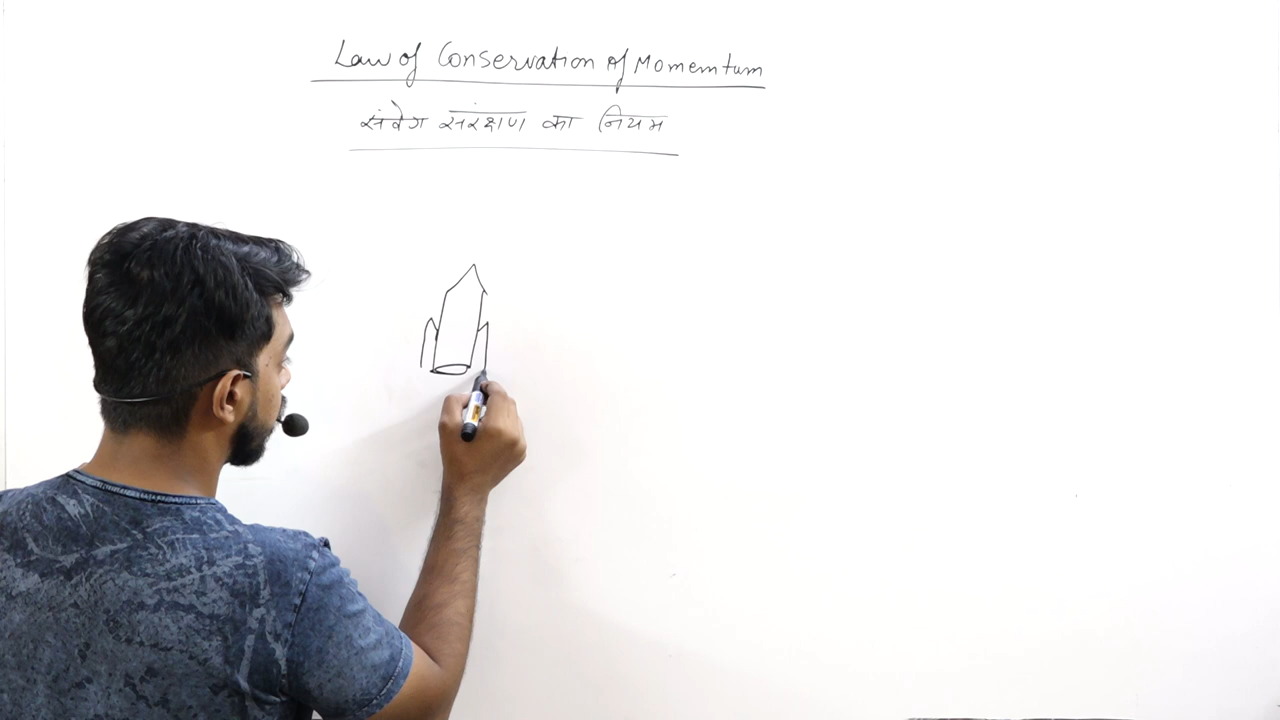 Law of Conservation of Momentum
संवेग संरक्षण का नियम